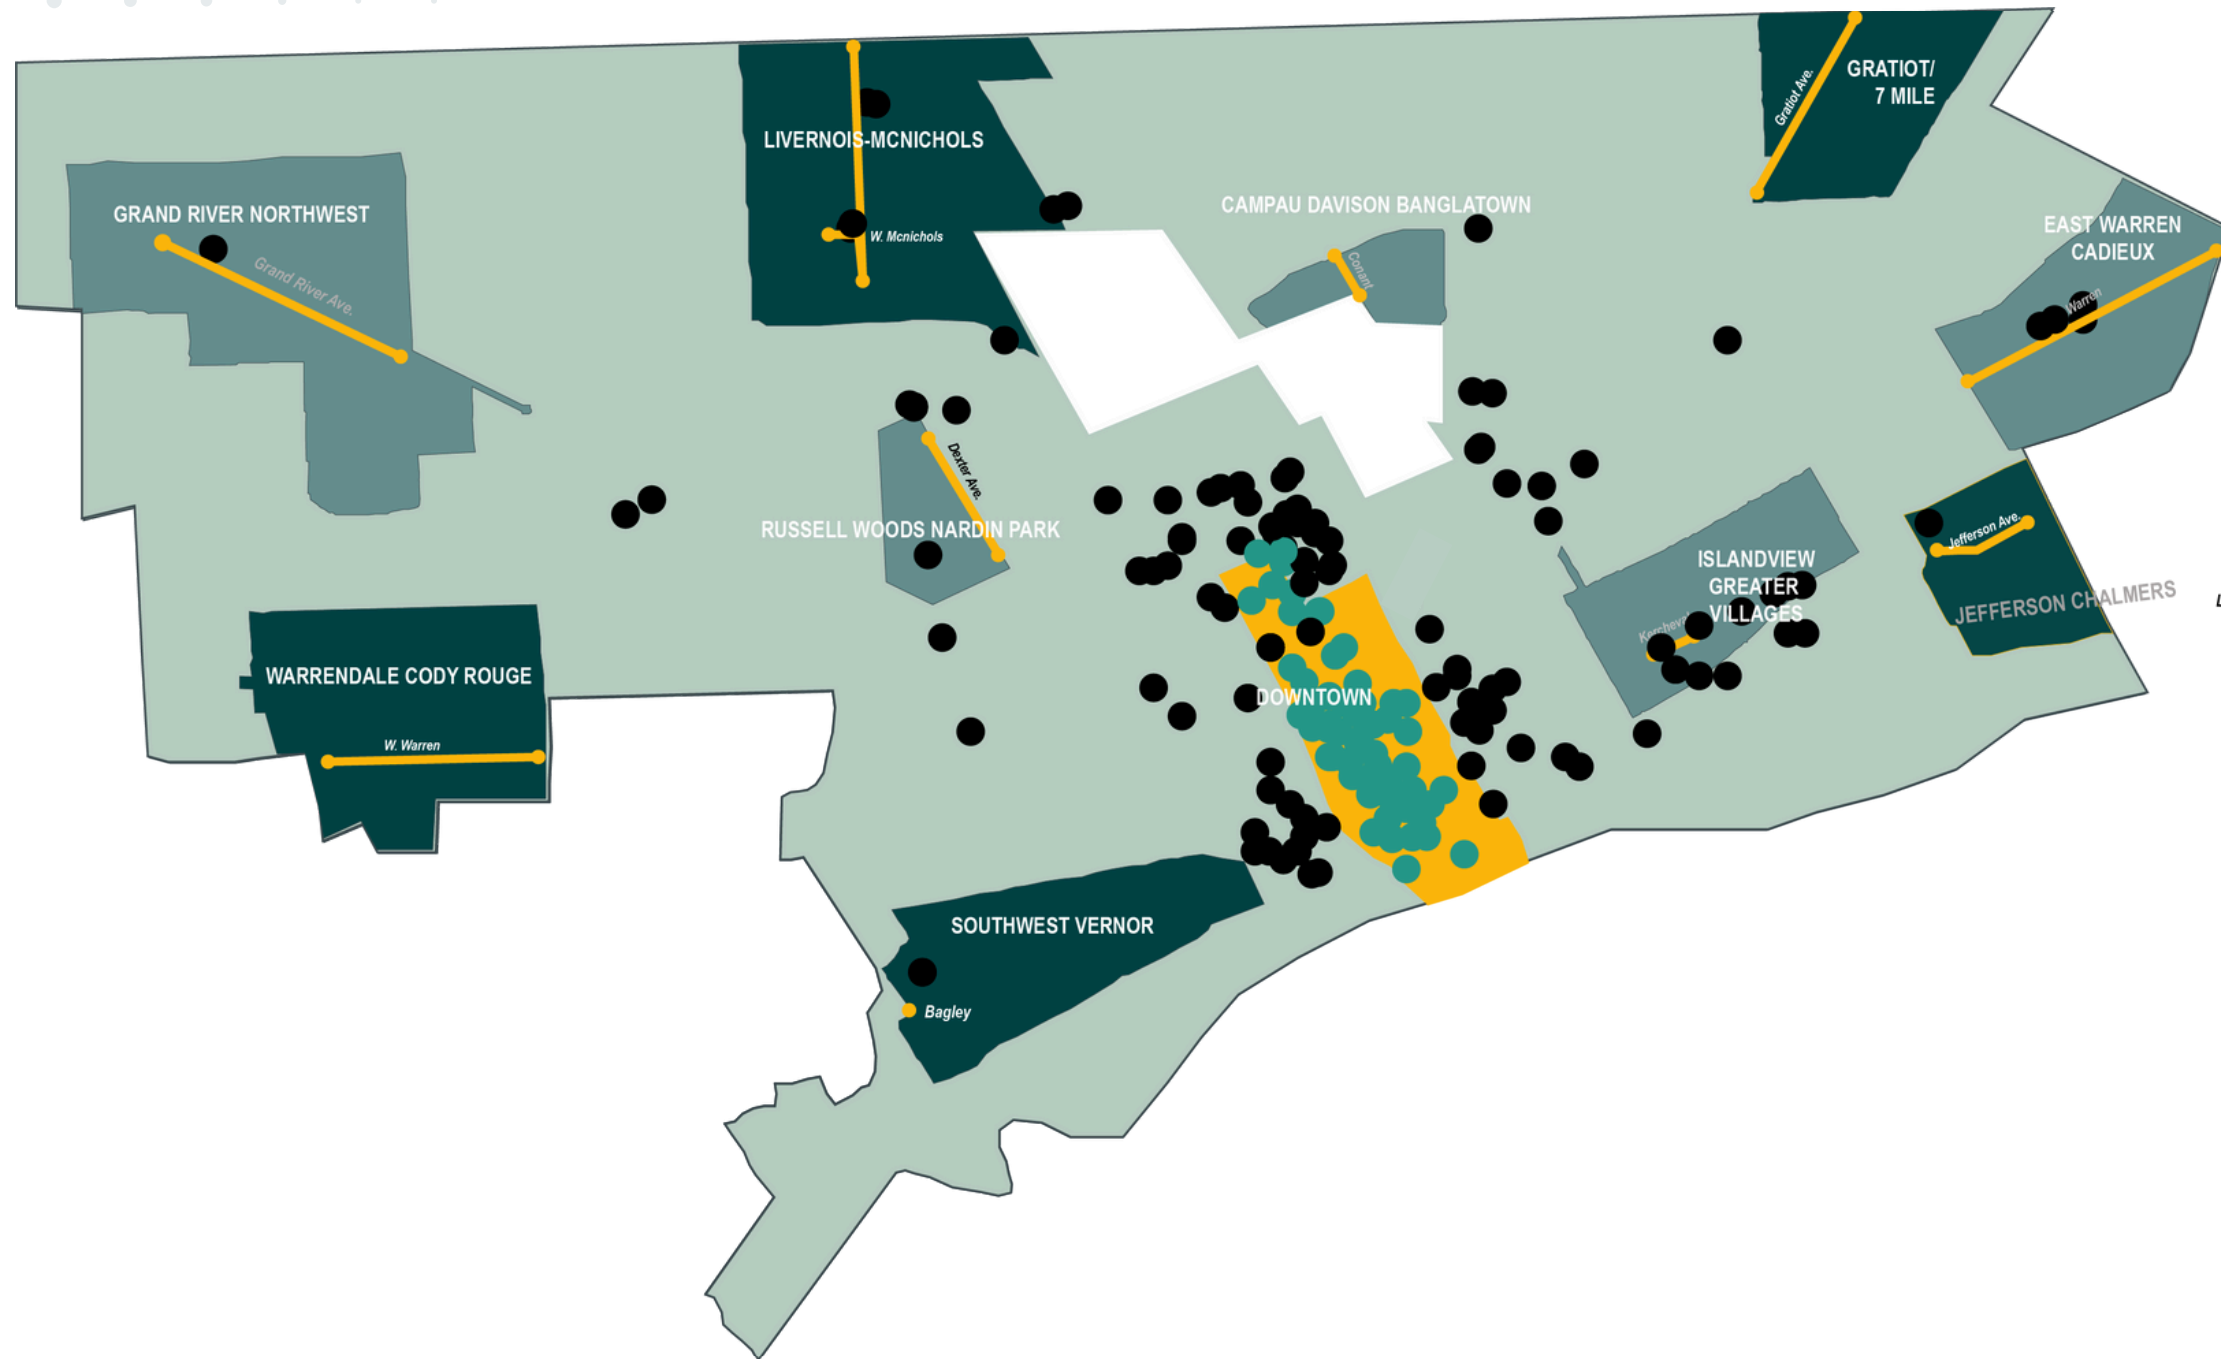 GRATIOT/
7 MILE
Gratiot Ave.
LIVERNOIS-MCNICHOLS
W. Mcnichols
GRAND RIVER NORTHWEST
Grand River Ave.
CAMPAU DAVISON BANGLATOWN
Conant
EAST WARREN
CADIEUX
Warren
Dexter Ave.
RUSSELL WOODS NARDIN PARK
Jefferson Ave.
JEFFERSON CHALMERS
ISLANDVIEW
GREATER
VILLAGES
WARRENDALE CODY ROUGE
W. Warren
DOWNTOWN
SOUTHWEST VERNOR
Bagley